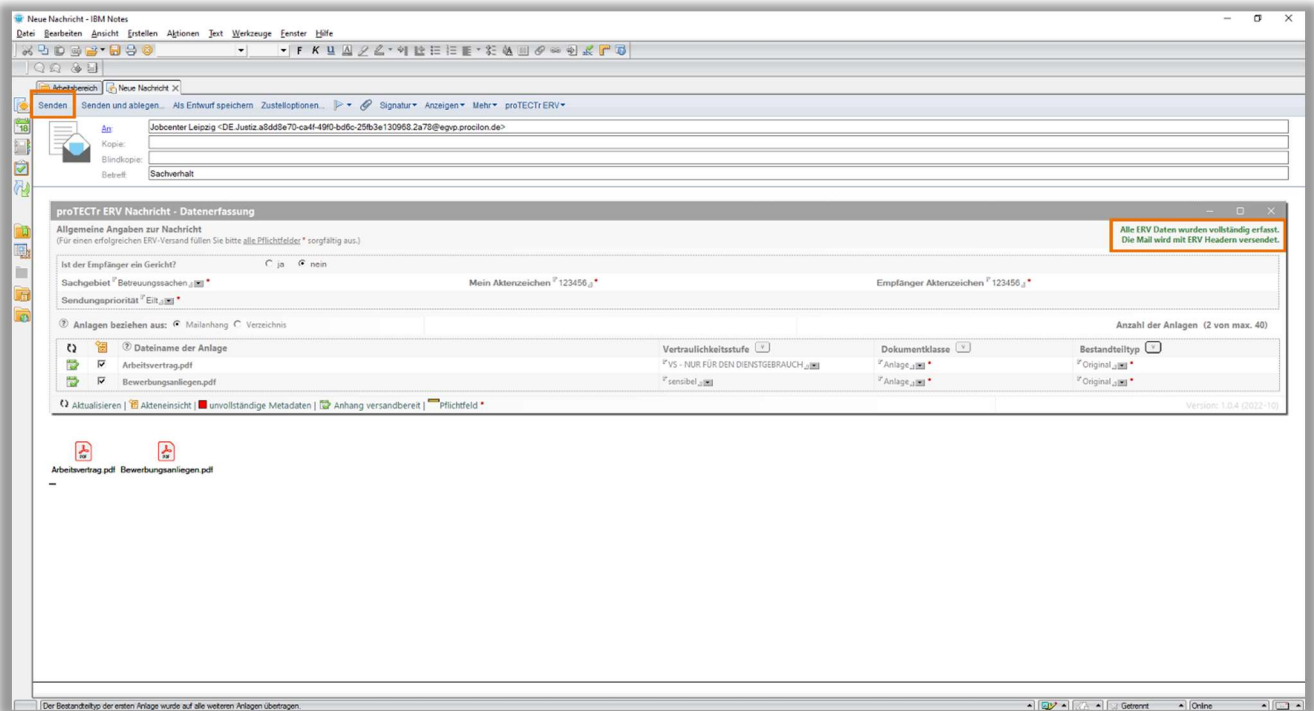 Neue Nachricht - IBM Notes
Datei Bearbeiten Ansicht Erstellen Aktionen Text Werkzeuge Fenster Hilfe
F K U
Arbeitsbereich Neue Nachricht X
Senden Senden und ablegen... Als Entwurf speichern Zustelloptionen... Signatur Anzeigen Mehr proTECTr ERV
An: Jobcenter Leipzig <DE.Justiz.a8dd8e70-ca4f-49f0-bd6c-25fb3e130968.2a78@egvp.procilon.de>
Kopie:
Blindkopie:
Betreff: Sachverhalt
proTECTr ERV Nachricht - Datenerfassung
Allgemeine Angaben zur Nachricht
(Für einen erfolgreichen ERV-Versand füllen Sie bitte alle Pflichtfelder * sorgfältig aus.)
Alle ERV Daten wurden vollständig erfasst.
Die Mail wird mit ERV Headern versendet.
Ist der Empfänger ein Gericht? ja nein
Sachgebiet Betreuungssachen * Mein Aktenzeichen 123456 * Empfänger Aktenzeichen 123456 *
Sendungspriorität Eilt *
Anlagen beziehen aus: Mailanhang Verzeichnis Anzahl der Anlagen (2 von max. 40)
Dateiname der Anlage Vertraulichkeitsstufe Dokumentklasse Bestandteiltyp
Arbeitsvertrag.pdf VS - NUR FÜR DEN DIENSTGEBRAUCH Anlage * Original *
Bewerbungsanliegen.pdf sensibel Anlage * Original *
Aktualisieren | Akteneinsicht | unvollständige Metadaten | Anhang versandbereit | Pflichtfeld * Version: 1.0.4 (2022-10)
Arbeitsvertrag.pdf Bewerbungsanliegen.pdf
Der Bestandteiltyp der ersten Anlage wurde auf alle weiteren Anlagen übertragen. Getrennt Online